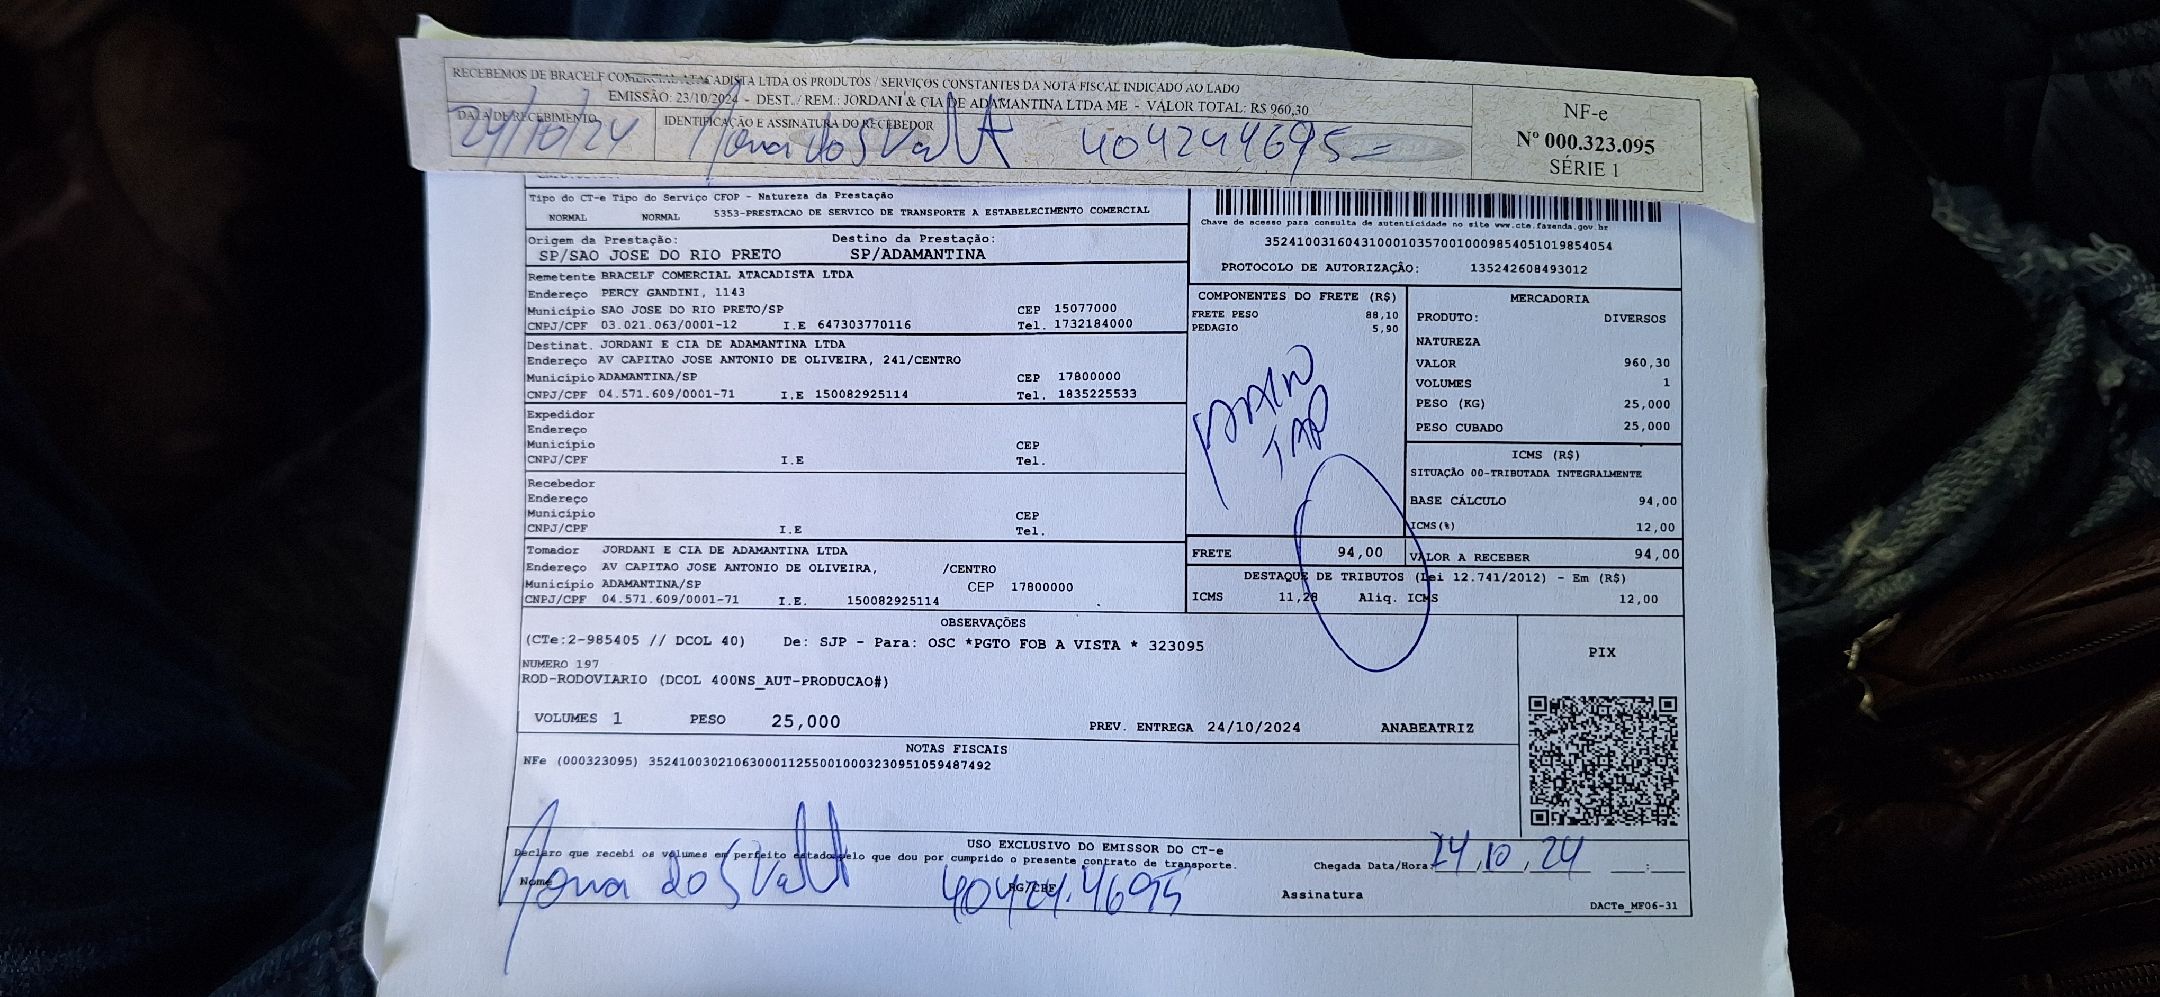 RECEBEMOS DE BRACELF COMERCIAL ATACADISTA LTDA OS PRODUTOS / SERVIÇOS CONSTANTES DA NOTA FISCAL INDICADO AO LADO
EMISSÃO: 23/10/2024 - DEST. / REM.: JORDANI & CIA DE ADAMANTINA LTDA ME - VALOR TOTAL: R$ 960,30
DATA DE RECEBIMENTO
IDENTIFICAÇÃO E ASSINATURA DO RECEBEDOR
24/10/24
404244695
NF-e
Nº 000.323.095
SÉRIE 1
Tipo do CT-e Tipo do Serviço CFOP - Natureza da Prestação
NORMAL NORMAL 5353-PRESTACAO DE SERVICO DE TRANSPORTE A ESTABELECIMENTO COMERCIAL
Chave de acesso para consulta de autenticidade no site www.cte.fazenda.gov.br
35241003160431000103570010009854051019854054
PROTOCOLO DE AUTORIZAÇÃO: 135242608493012
Origem da Prestação: Destino da Prestação:
SP/SAO JOSE DO RIO PRETO SP/ADAMANTINA
Remetente BRACELF COMERCIAL ATACADISTA LTDA
Endereço PERCY GANDINI, 1143
Município SAO JOSE DO RIO PRETO/SP CEP 15077000
CNPJ/CPF 03.021.063/0001-12 I.E 647303770116 Tel. 1732184000
Destinat. JORDANI E CIA DE ADAMANTINA LTDA
Endereço AV CAPITAO JOSE ANTONIO DE OLIVEIRA, 241/CENTRO
Município ADAMANTINA/SP CEP 17800000
CNPJ/CPF 04.571.609/0001-71 I.E 150082925114 Tel. 1835225533
Expedidor
Endereço
Município CEP
CNPJ/CPF I.E Tel.
Recebedor
Endereço
Município CEP
CNPJ/CPF I.E Tel.
Tomador JORDANI E CIA DE ADAMANTINA LTDA
Endereço AV CAPITAO JOSE ANTONIO DE OLIVEIRA, /CENTRO
Município ADAMANTINA/SP CEP 17800000
CNPJ/CPF 04.571.609/0001-71 I.E. 150082925114
COMPONENTES DO FRETE (R$)
FRETE PESO 88,10
PEDAGIO 5,90
FRETE 94,00
MERCADORIA
PRODUTO: DIVERSOS
NATUREZA
VALOR 960,30
VOLUMES 1
PESO (KG) 25,000
PESO CUBADO 25,000
ICMS (R$)
SITUAÇÃO 00-TRIBUTADA INTEGRALMENTE
BASE CÁLCULO 94,00
ICMS(%) 12,00
VALOR A RECEBER 94,00
DESTAQUE DE TRIBUTOS (Lei 12.741/2012) - Em (R$)
ICMS 11,28 Aliq. ICMS 12,00
OBSERVAÇÕES
(CTe:2-985405 // DCOL 40) De: SJP - Para: OSC *PGTO FOB A VISTA * 323095
NUMERO 197
ROD-RODOVIARIO (DCOL 400NS_AUT-PRODUCAO#)
VOLUMES 1 PESO 25,000 PREV. ENTREGA 24/10/2024 ANABEATRIZ
PIX
NOTAS FISCAIS
NFe (000323095) 35241003021063000112550010003230951059487492
USO EXCLUSIVO DO EMISSOR DO CT-e
Declaro que recebi os volumes em perfeito estado pelo que dou por cumprido o presente contrato de transporte.
Chegada Data/Hora 24,10,24 :
Nome RG/CPF 40424.4695
Assinatura
DACTe_MF06-31